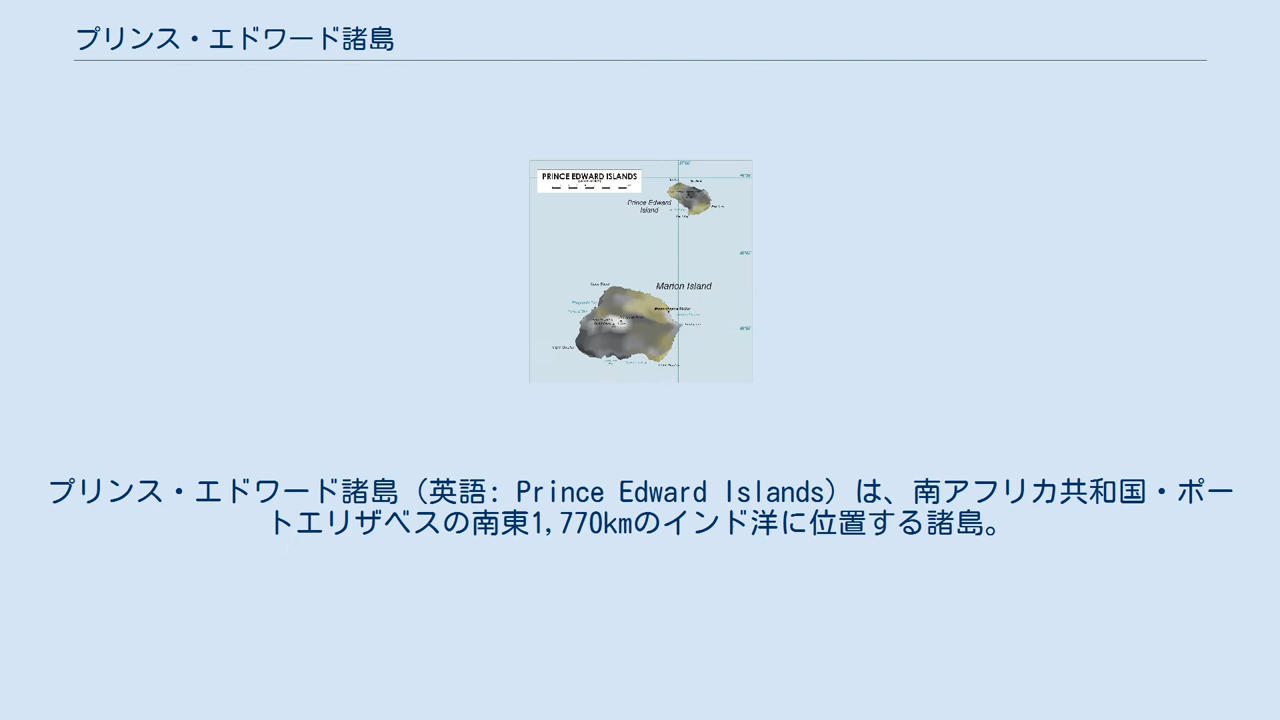 プリンス・エドワード諸島
PRINCE EDWARD ISLANDS
Prince Edward
Island
Marion Island
プリンス・エドワード諸島（英語: Prince Edward Islands）は、南アフリカ共和国・ポー
トエリザベスの南東1,770kmのインド洋に位置する諸島。